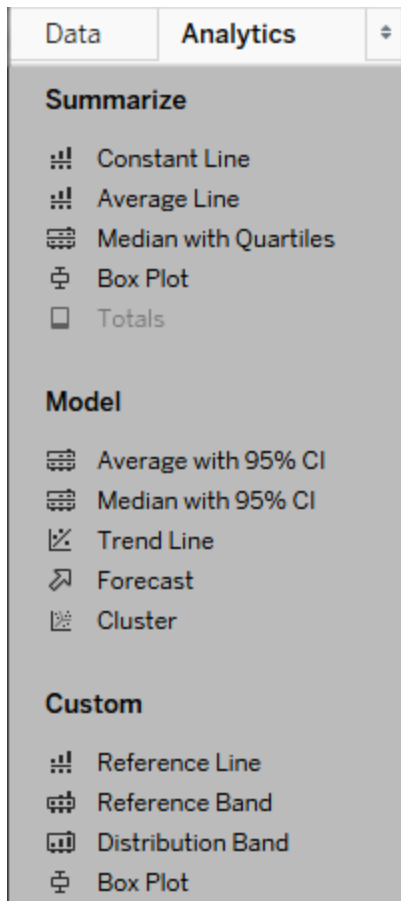 Data Analytics
Summarize
Constant Line
Average Line
Median with Quartiles
Box Plot
Totals
Model
Average with 95% CI
Median with 95% CI
Trend Line
Forecast
Cluster
Custom
Reference Line
Reference Band
Distribution Band
Box Plot